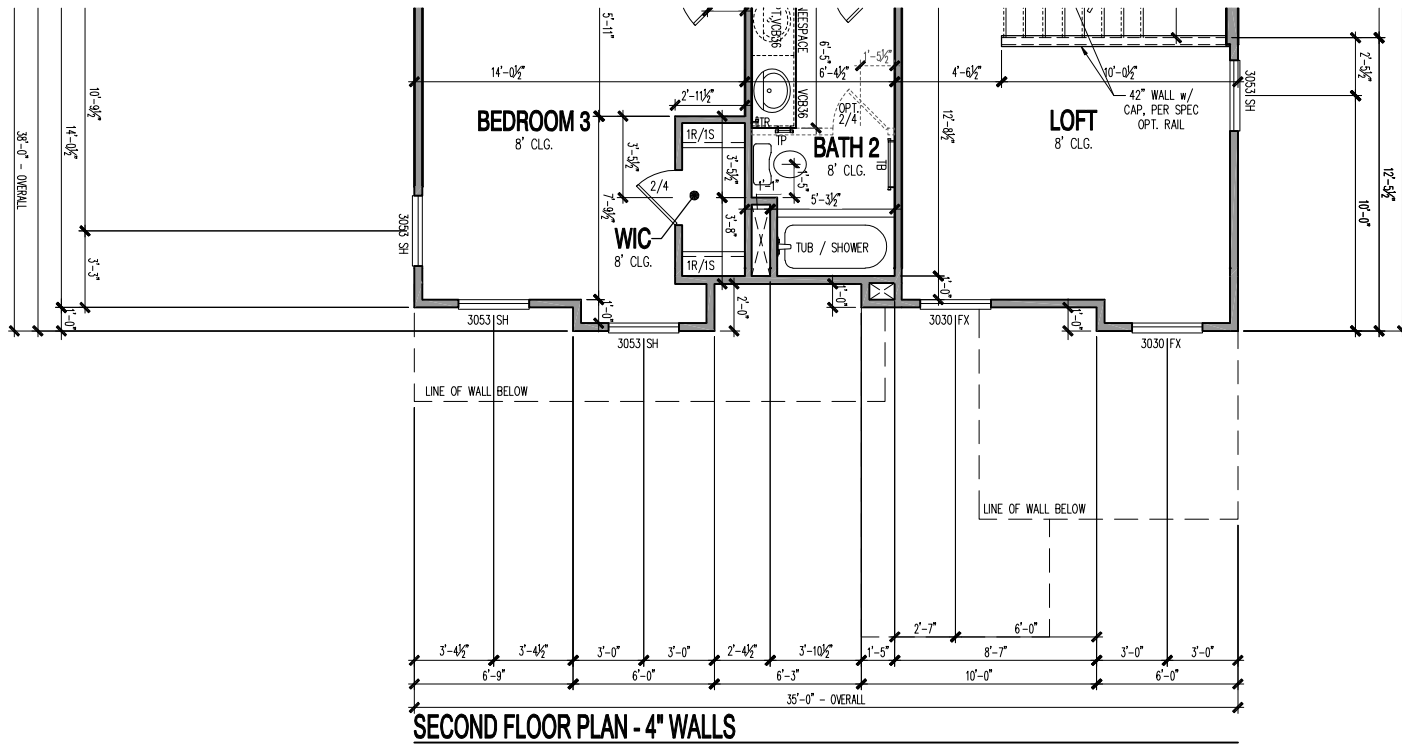 5'-11"
T.VCB36
NEESPACE
6'-5"
1'-5½"
14'-0½"
6'-4½"
4'-6½"
10'-0½"
2'-5½"
3053 SH
10'-9½"
2'-11½"
VCB36
42" WALL w/
CAP, PER SPEC
OPT. RAIL
BEDROOM 3
8' CLG.
1R/1S
TR
TP
OPT.
2/4
12'-8½"
LOFT
8' CLG.
38'-0" - OVERALL
14'-0½"
3'-5½"
3'-5½"
BATH 2
8' CLG.
TB
12'-5½"
2/4
1'-1"
1'-5"
5'-3½"
7'-9½"
10'-0"
3053 SH
WIC
8' CLG.
3'-8"
X
TUB / SHOWER
3'-3"
1R/1S
1'-0"
1'-0"
2'-0"
1'-0"
1'-0"
1'-0"
3053 SH
3030 FX
3053 SH
3030 FX
LINE OF WALL BELOW
LINE OF WALL BELOW
2'-7"
6'-0"
3'-4½"
3'-4½"
3'-0"
3'-0"
2'-4½"
3'-10½"
1'-5"
8'-7"
3'-0"
3'-0"
6'-9"
6'-0"
6'-3"
10'-0"
6'-0"
35'-0" - OVERALL
SECOND FLOOR PLAN - 4" WALLS